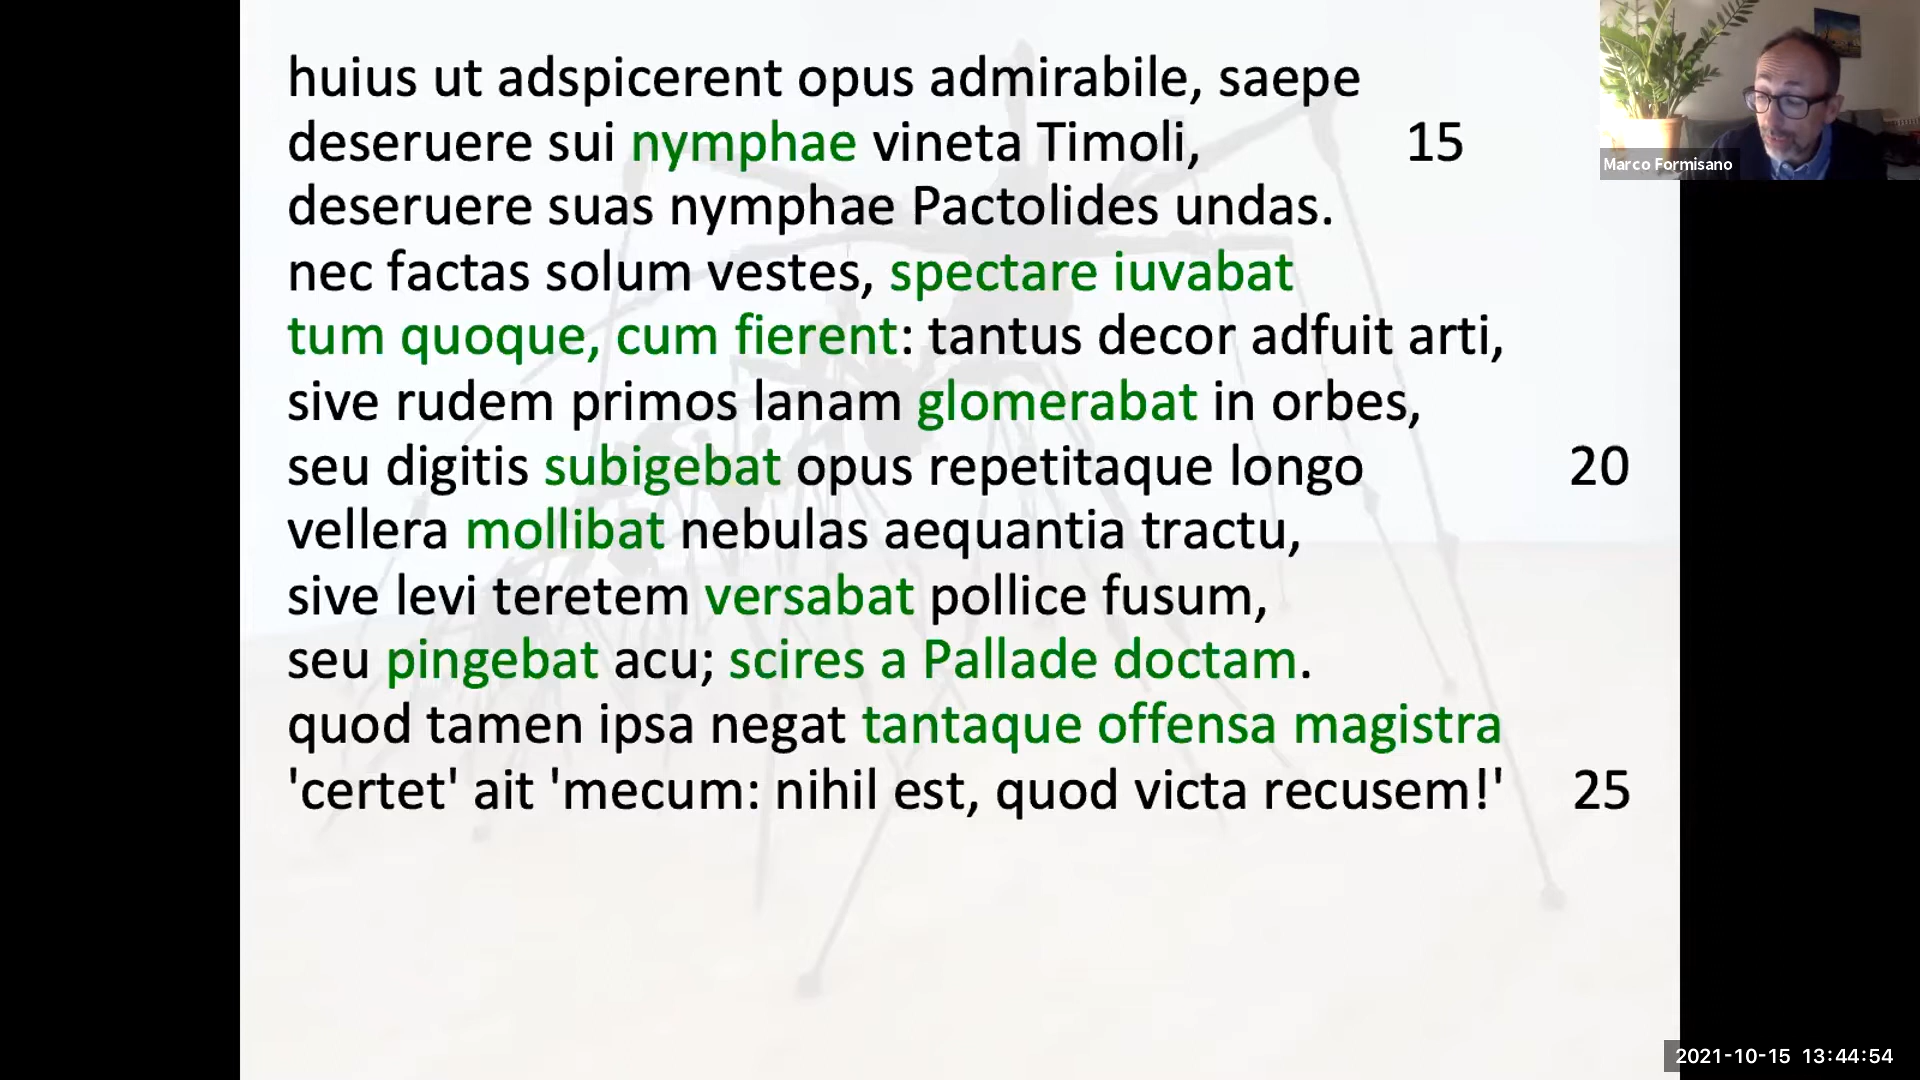 huius ut adspicerent opus admirabile, saepe
deseruere sui nymphae vineta Timoli, 15
deseruere suas nymphae Pactolides undas.
nec factas solum vestes, spectare iuvabat
tum quoque, cum fierent: tantus decor adfuit arti,
sive rudem primos lanam glomerabat in orbes,
seu digitis subigebat opus repetitaque longo 20
vellera mollibat nebulas aequantia tractu,
sive levi teretem versabat pollice fusum,
seu pingebat acu; scires a Pallade doctam.
quod tamen ipsa negat tantaque offensa magistra
'certet' ait 'mecum: nihil est, quod victa recusem!' 25
Marco Formisano
2021-10-15 13:44:54